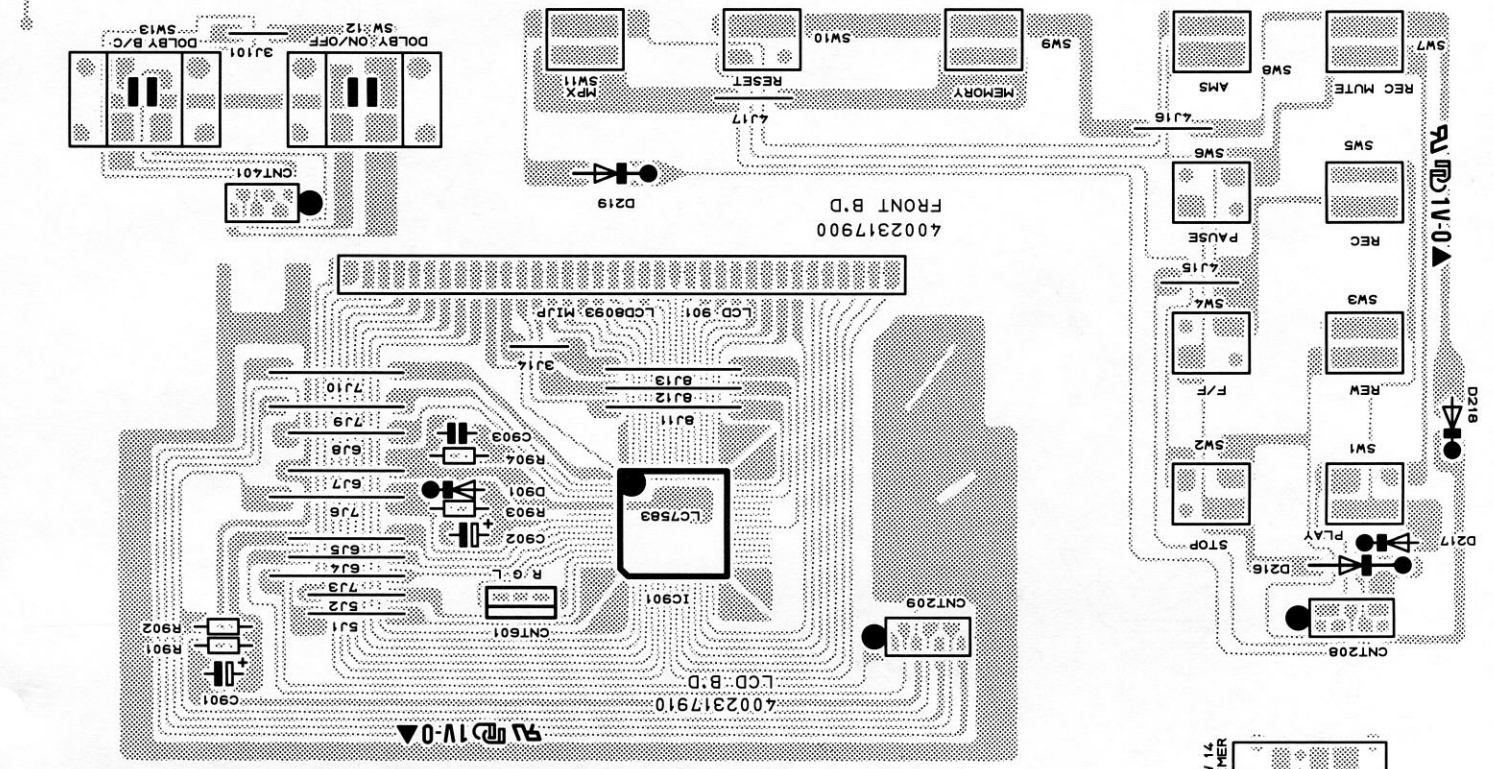 SW13
DOLBY B/C
3J101
SW 12
DOLBY ON/OFF
CNT401
SW11
MPX
SW10
RESET
4J17
SW9
MEMORY
SW8
AMS
4J16
SW7
REC MUTE
D219
FRONT B'D
4002317900
SW6
PAUSE
SW5
REC
1V-0
4J15
SW4
F/F
SW3
REW
D218
SW2
STOP
SW1
PLAY
D217
D216
CNT208
LCD8093 MIJP
LCD 901
3J14
8J13
8J12
8J11
7J10
7J9
6J8
6J7
7J6
6J5
6J4
7J3
5J2
5J1
C903
R904
D901
R903
C902
+
LC7583
IC901
R G L
CNT601
CNT209
R902
R901
+
C901
LCD B'D
4002317910
1V-0